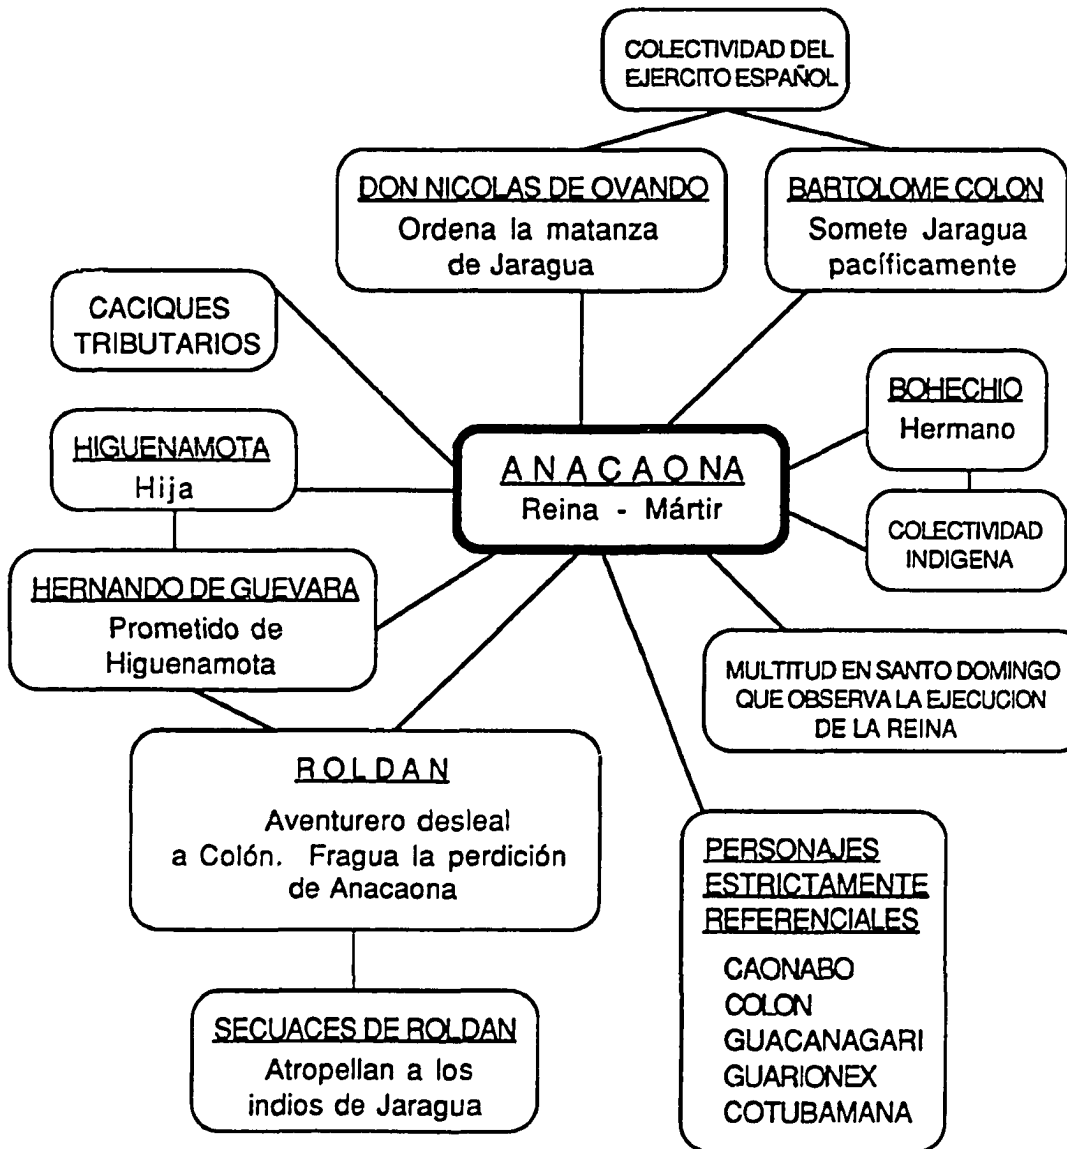 COLECTIVIDAD DEL
EJERCITO ESPAÑOL
DON NICOLAS DE OVANDO
Ordena la matanza
de Jaragua
BARTOLOME COLON
Somete Jaragua
pacíficamente
CACIQUES
TRIBUTARIOS
BOHECHIO
Hermano
HIGUENAMOTA
Hija
ANACAONA
Reina - Mártir
COLECTIVIDAD
INDIGENA
HERNANDO DE GUEVARA
Prometido de
Higuenamota
MULTITUD EN SANTO DOMINGO
QUE OBSERVA LA EJECUCION
DE LA REINA
ROLDAN
Aventurero desleal
a Colón. Fragua la perdición
de Anacaona
PERSONAJES
ESTRICTAMENTE
REFERENCIALES
CAONABO
COLON
GUACANAGARI
GUARIONEX
COTUBAMANA
SECUACES DE ROLDAN
Atropellan a los
indios de Jaragua